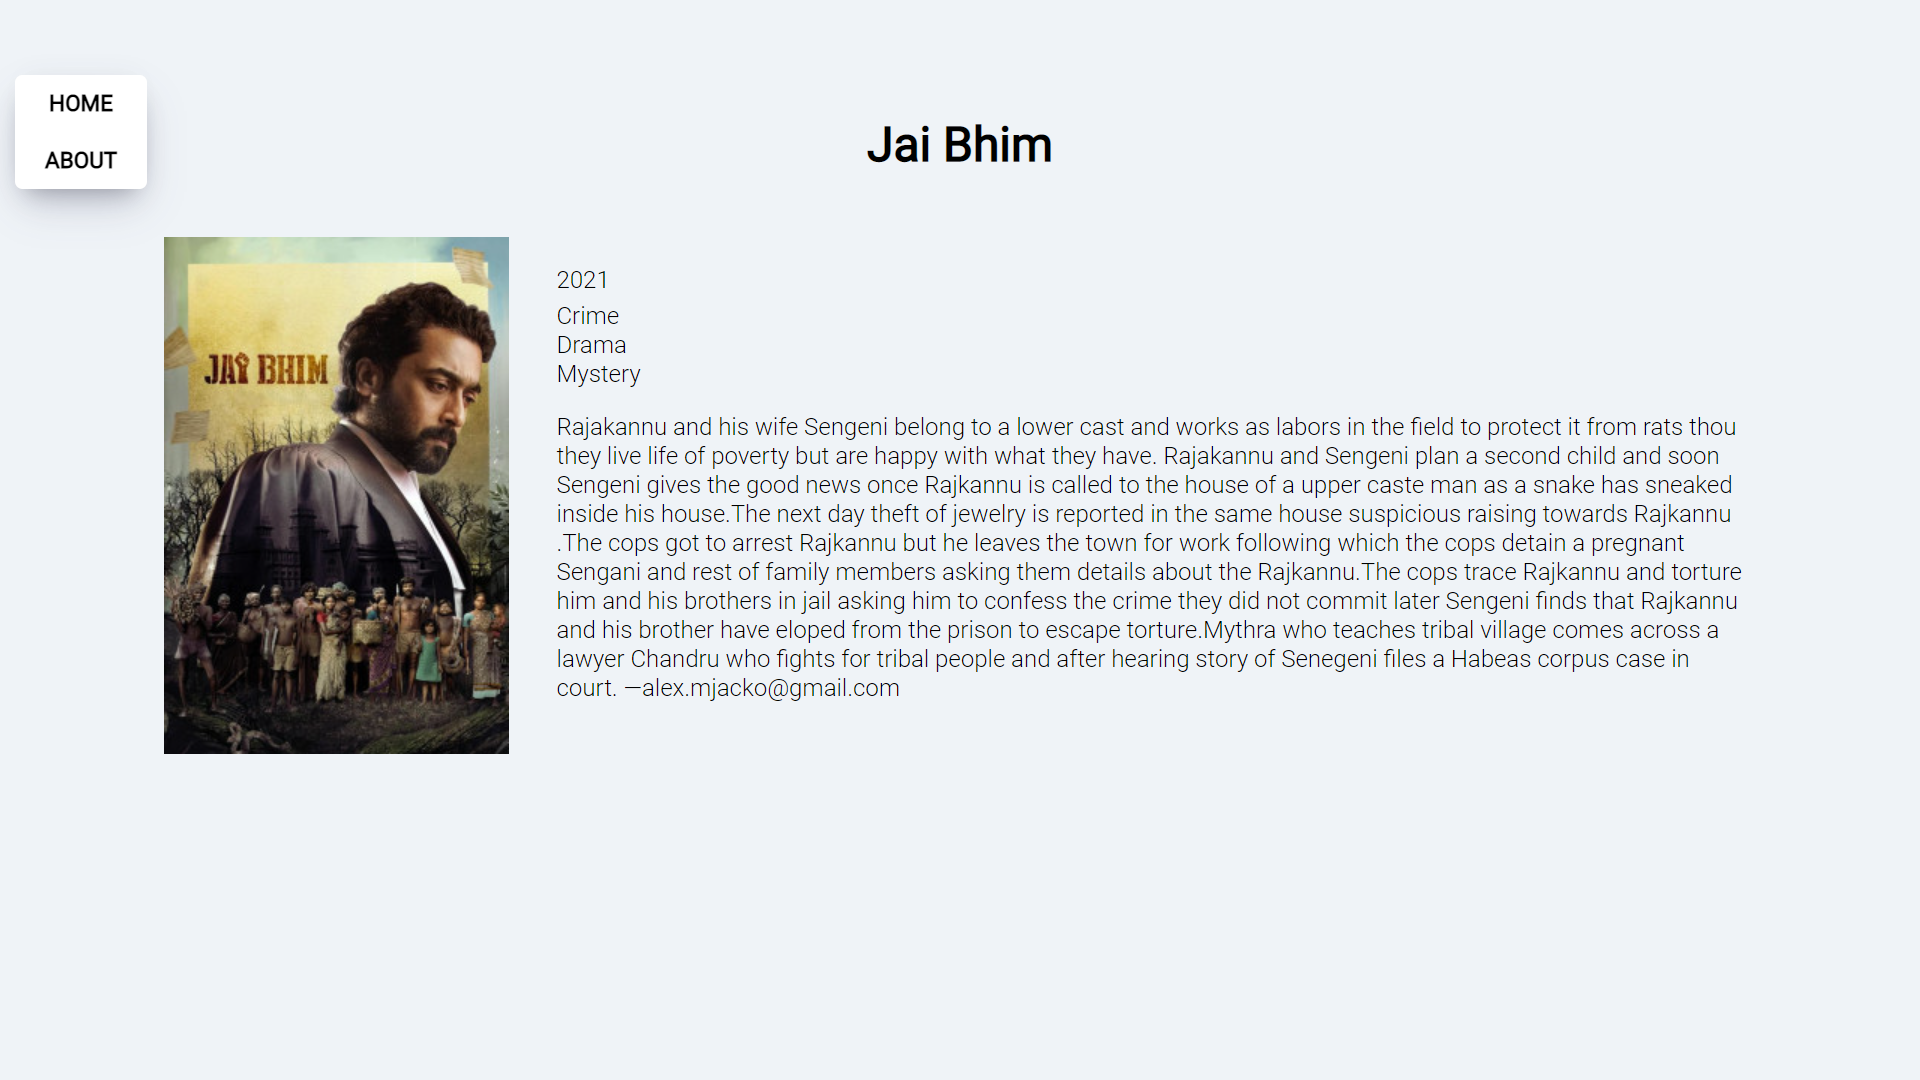 HOME
ABOUT
Jai Bhim
JAI BHIM
2021
Crime
Drama
Mystery
Rajakannu and his wife Sengeni belong to a lower cast and works as labors in the field to protect it from rats thou
they live life of poverty but are happy with what they have. Rajakannu and Sengeni plan a second child and soon
Sengeni gives the good news once Rajkannu is called to the house of a upper caste man as a snake has sneaked
inside his house.The next day theft of jewelry is reported in the same house suspicious raising towards Rajkannu
.The cops got to arrest Rajkannu but he leaves the town for work following which the cops detain a pregnant
Sengani and rest of family members asking them details about the Rajkannu.The cops trace Rajkannu and torture
him and his brothers in jail asking him to confess the crime they did not commit later Sengeni finds that Rajkannu
and his brother have eloped from the prison to escape torture.Mythra who teaches tribal village comes across a
lawyer Chandru who fights for tribal people and after hearing story of Senegeni files a Habeas corpus case in
court. —alex.mjacko@gmail.com